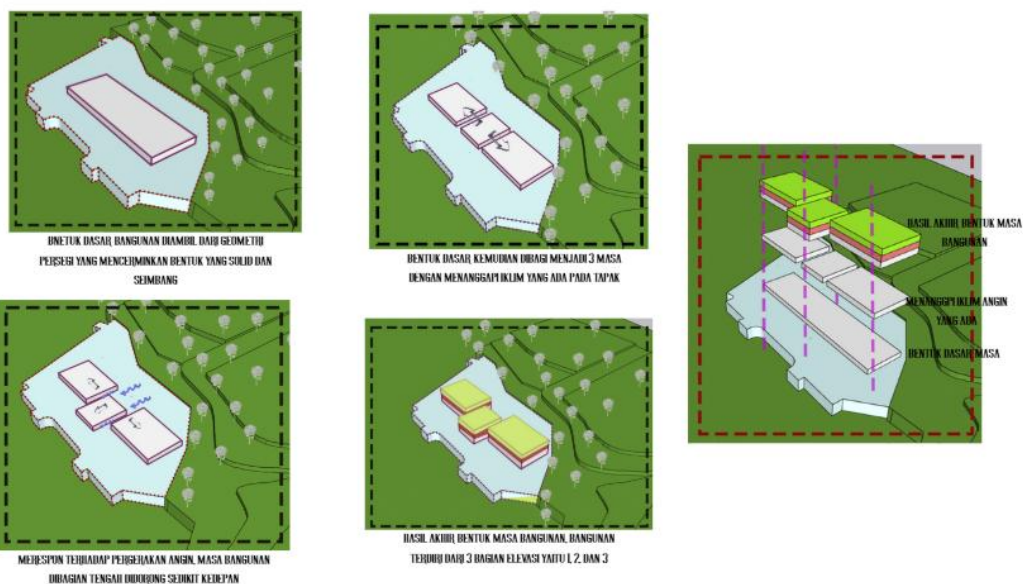 BNETUK DASAR BANGUNAN DIAMBIL DARI GEOMETRI
PERSEGI YANG MENCERMINKAN BENTUK YANG SOLID DAN
SEIMBANG
BENTUK DASAR KEMUDIAN DIBAGI MENJADI 3 MASA
DENGAN MENANGGAPI IKLIM YANG ADA PADA TAPAK
MERESPON TERHADAP PERGERAKAN ANGIN, MASA BANGUNAN
DIBAGIAN TENGAH DIDORONG SEDIKIT KEDEPAN
HASIL AKHIR BENTUK MASA BANGUNAN, BANGUNAN
TERDIRI DARI 3 BAGIAN ELEVASI YAITU 1, 2, DAN 3
HASIL AKHIR BENTUK MASA
BANGUNAN
MENANGGPI IKLIM ANGIN
YANG ADA
BENTUK DASAR MASA